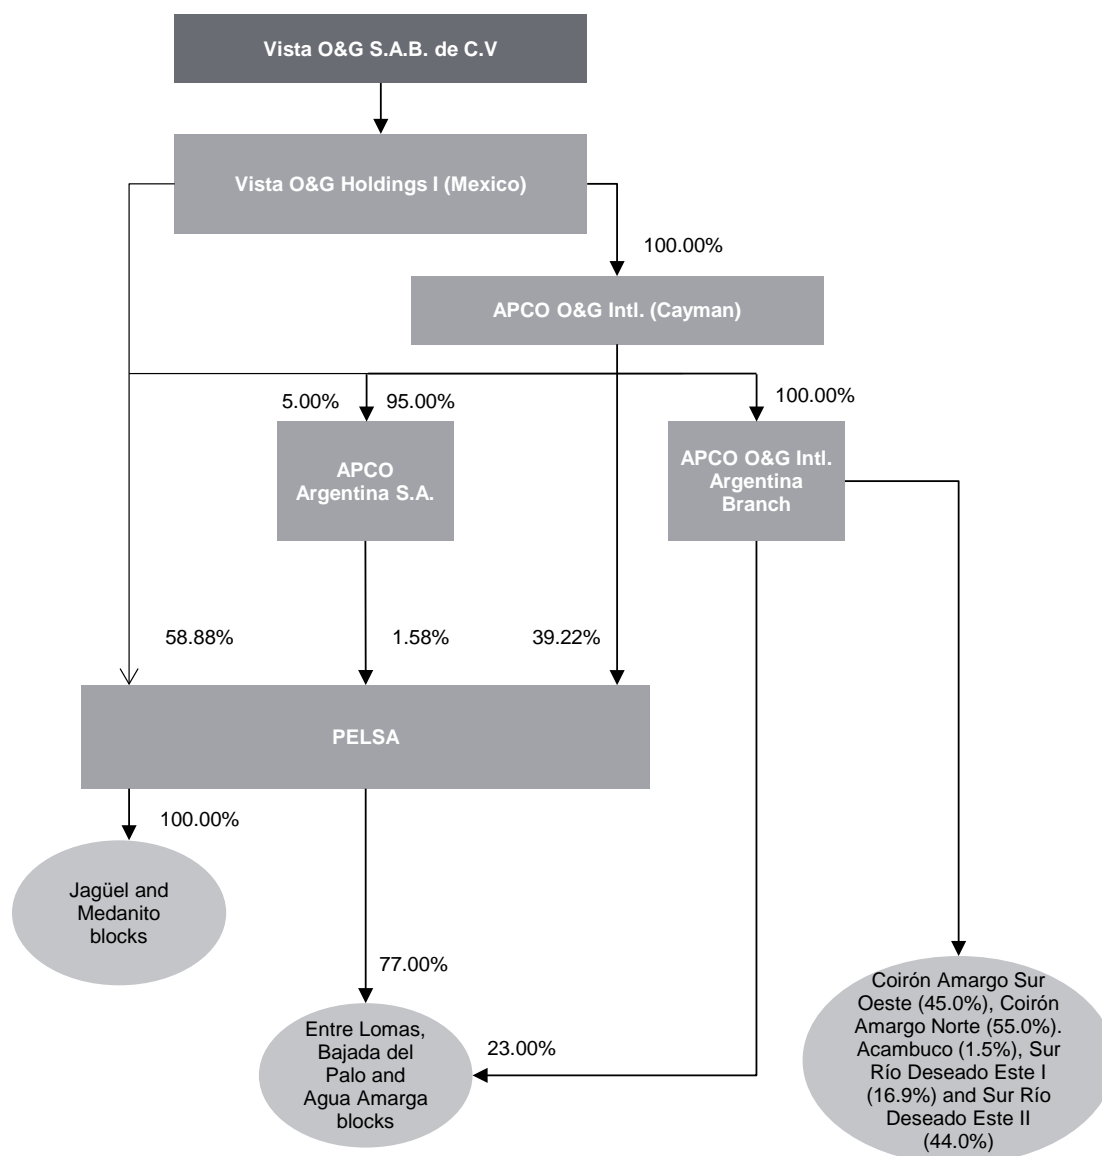 Vista O&G S.A.B. de C.V
Vista O&G Holdings I (Mexico)
100.00%
APCO O&G Intl. (Cayman)
5.00%
95.00%
100.00%
APCO
Argentina S.A.
APCO O&G Intl.
Argentina
Branch
58.88%
1.58%
39.22%
PELSA
100.00%
Jagüel and
Medanito
blocks
77.00%
Entre Lomas,
Bajada del
Palo and
Agua Amarga
blocks
23.00%
Coirón Amargo Sur
Oeste (45.0%), Coirón
Amargo Norte (55.0%).
Acambuco (1.5%), Sur
Río Deseado Este I
(16.9%) and Sur Río
Deseado Este II
(44.0%)